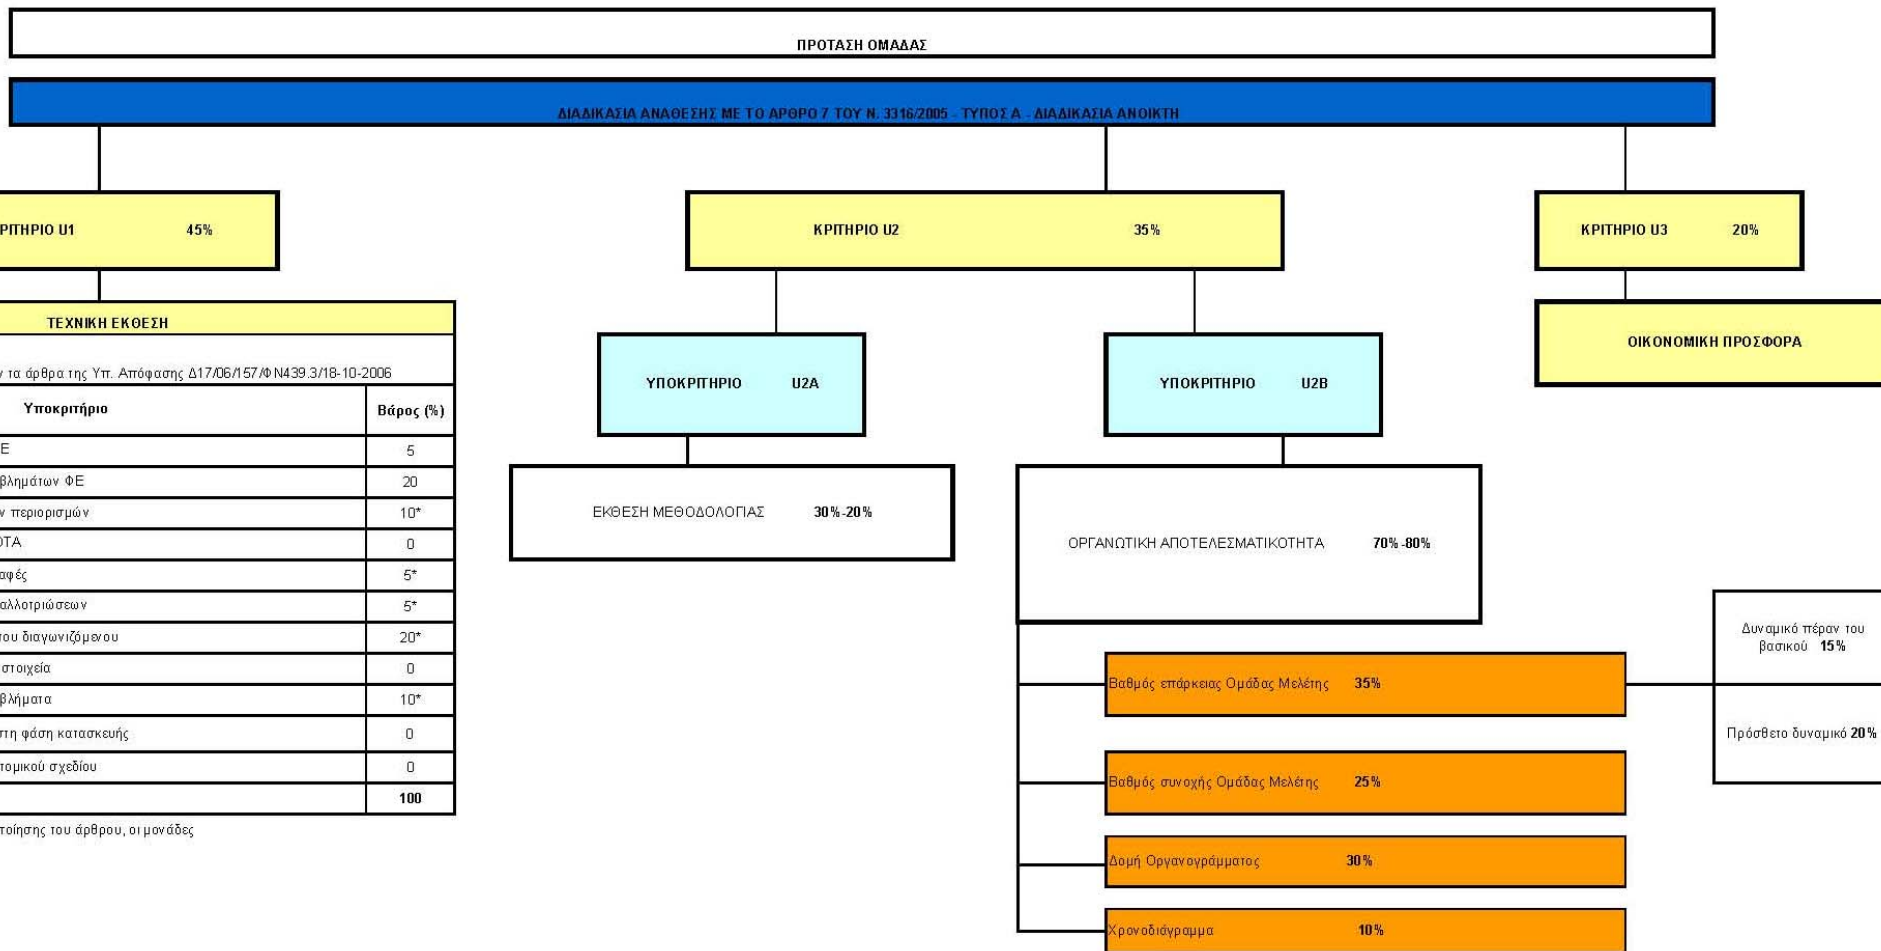 ΠΡΟΤΑΣΗ ΟΜΑΔΑΣ
ΔΙΑΔΙΚΑΣΙΑ ΑΝΑΘΕΣΗΣ ΜΕ ΤΟ ΑΡΘΡΟ 7 ΤΟΥ Ν. 3316/2005 - ΤΥΠΟΣ Α - ΔΙΑΔΙΚΑΣΙΑ ΑΝΟΙΚΤΗ
ΡΙΤΗΡΙΟ U1 45%
ΚΡΙΤΗΡΙΟ U2 35%
ΚΡΙΤΗΡΙΟ U3 20%
ΤΕΧΝΙΚΗ ΕΚΘΕΣΗ
ν τα άρθρα της Υπ. Απόφασης Δ17/06/157/ΦΝ439.3/18-10-2006
Υποκριτήριο Βάρος (%)
Ε 5
βλημάτων ΦΕ 20
ν περιορισμών 10*
ΟΤΑ 0
αφές 5*
αλλοτριώσεων 5*
του διαγωνιζόμενου 20*
στοιχεία 0
βλήματα 10*
στη φάση κατασκευής 0
τομικού σχεδίου 0
100
ποίησης του άρθρου, οι μονάδες
ΥΠΟΚΡΙΤΗΡΙΟ U2A
ΕΚΘΕΣΗ ΜΕΘΟΔΟΛΟΓΙΑΣ 30%-20%
ΥΠΟΚΡΙΤΗΡΙΟ U2B
ΟΡΓΑΝΩΤΙΚΗ ΑΠΟΤΕΛΕΣΜΑΤΙΚΟΤΗΤΑ 70%-80%
Βαθμός επάρκειας Ομάδας Μελέτης 35%
Βαθμός συνοχής Ομάδας Μελέτης 25%
Δομή Οργανογράμματος 30%
Χρονοδιάγραμμα 10%
ΟΙΚΟΝΟΜΙΚΗ ΠΡΟΣΦΟΡΑ
Δυναμικό πέραν του
βασικού 15%
Πρόσθετο δυναμικό 20%